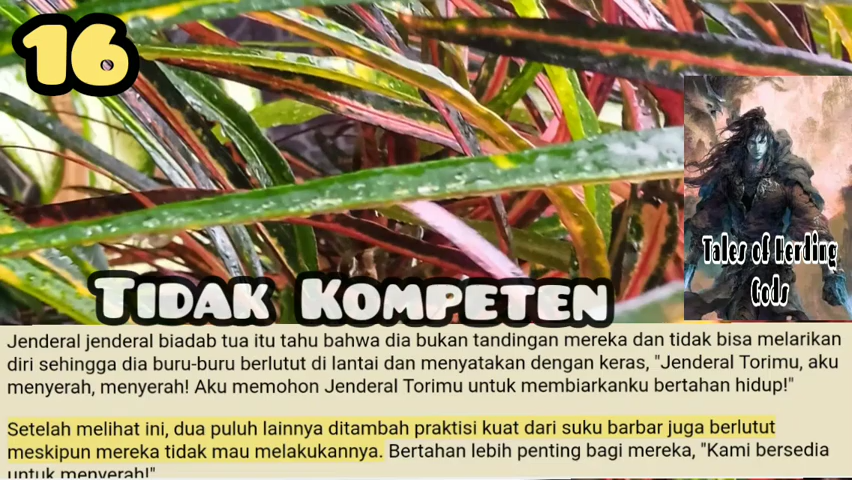 16
Tales of Herding
Gods
TIDAK KOMPETEN
Jenderal jenderal biadab tua itu tahu bahwa dia bukan tandingan mereka dan tidak bisa melarikan
diri sehingga dia buru-buru berlutut di lantai dan menyatakan dengan keras, "Jenderal Torimu, aku
menyerah, menyerah! Aku memohon Jenderal Torimu untuk membiarkanku bertahan hidup!"
Setelah melihat ini, dua puluh lainnya ditambah praktisi kuat dari suku barbar juga berlutut
meskipun mereka tidak mau melakukannya. Bertahan lebih penting bagi mereka, "Kami bersedia
untuk menyerah!"